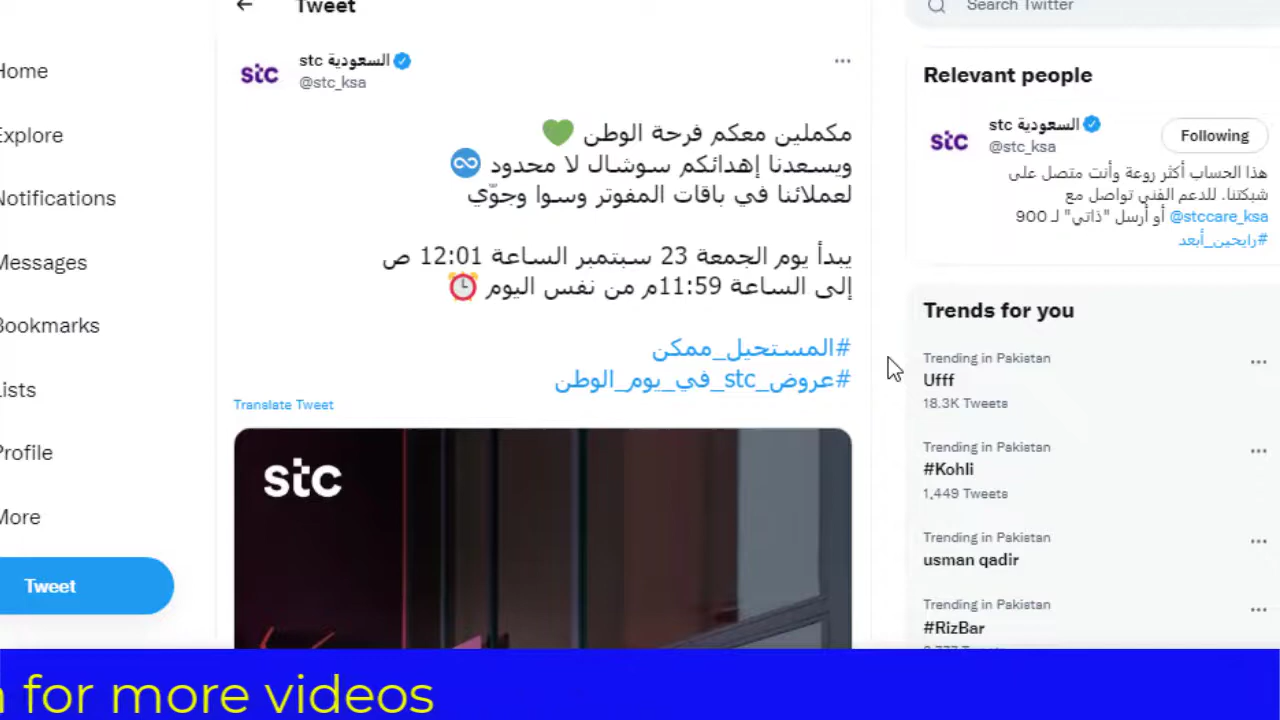 Tweet
Search Twitter
Home
Explore
Notifications
Messages
Bookmarks
Lists
Profile
More
Tweet
stc
stc السعودية
@stc_ksa
مكملين معكم فرحة الوطن 💚
ويسعدنا إهدائكم سوشال لا محدود ♾
لعملائنا في باقات المفوتر وسوا وجوّي
يبدأ يوم الجمعة 23 سبتمبر الساعة 12:01 ص
إلى الساعة 11:59م من نفس اليوم ⏰
#المستحيل_ممكن
#عروض_stc_في_يوم_الوطن
Translate Tweet
stc
Relevant people
stc
stc السعودية
@stc_ksa
Following
هذا الحساب أكثر روعة وأنت متصل على
شبكتنا. للدعم الفني تواصل مع
@stccare_ksa أو أرسل "ذاتي" لـ 900
#رايحين_أبعد
Trends for you
Trending in Pakistan
Ufff
18.3K Tweets
Trending in Pakistan
#Kohli
1,449 Tweets
Trending in Pakistan
usman qadir
Trending in Pakistan
#RizBar
for more videos